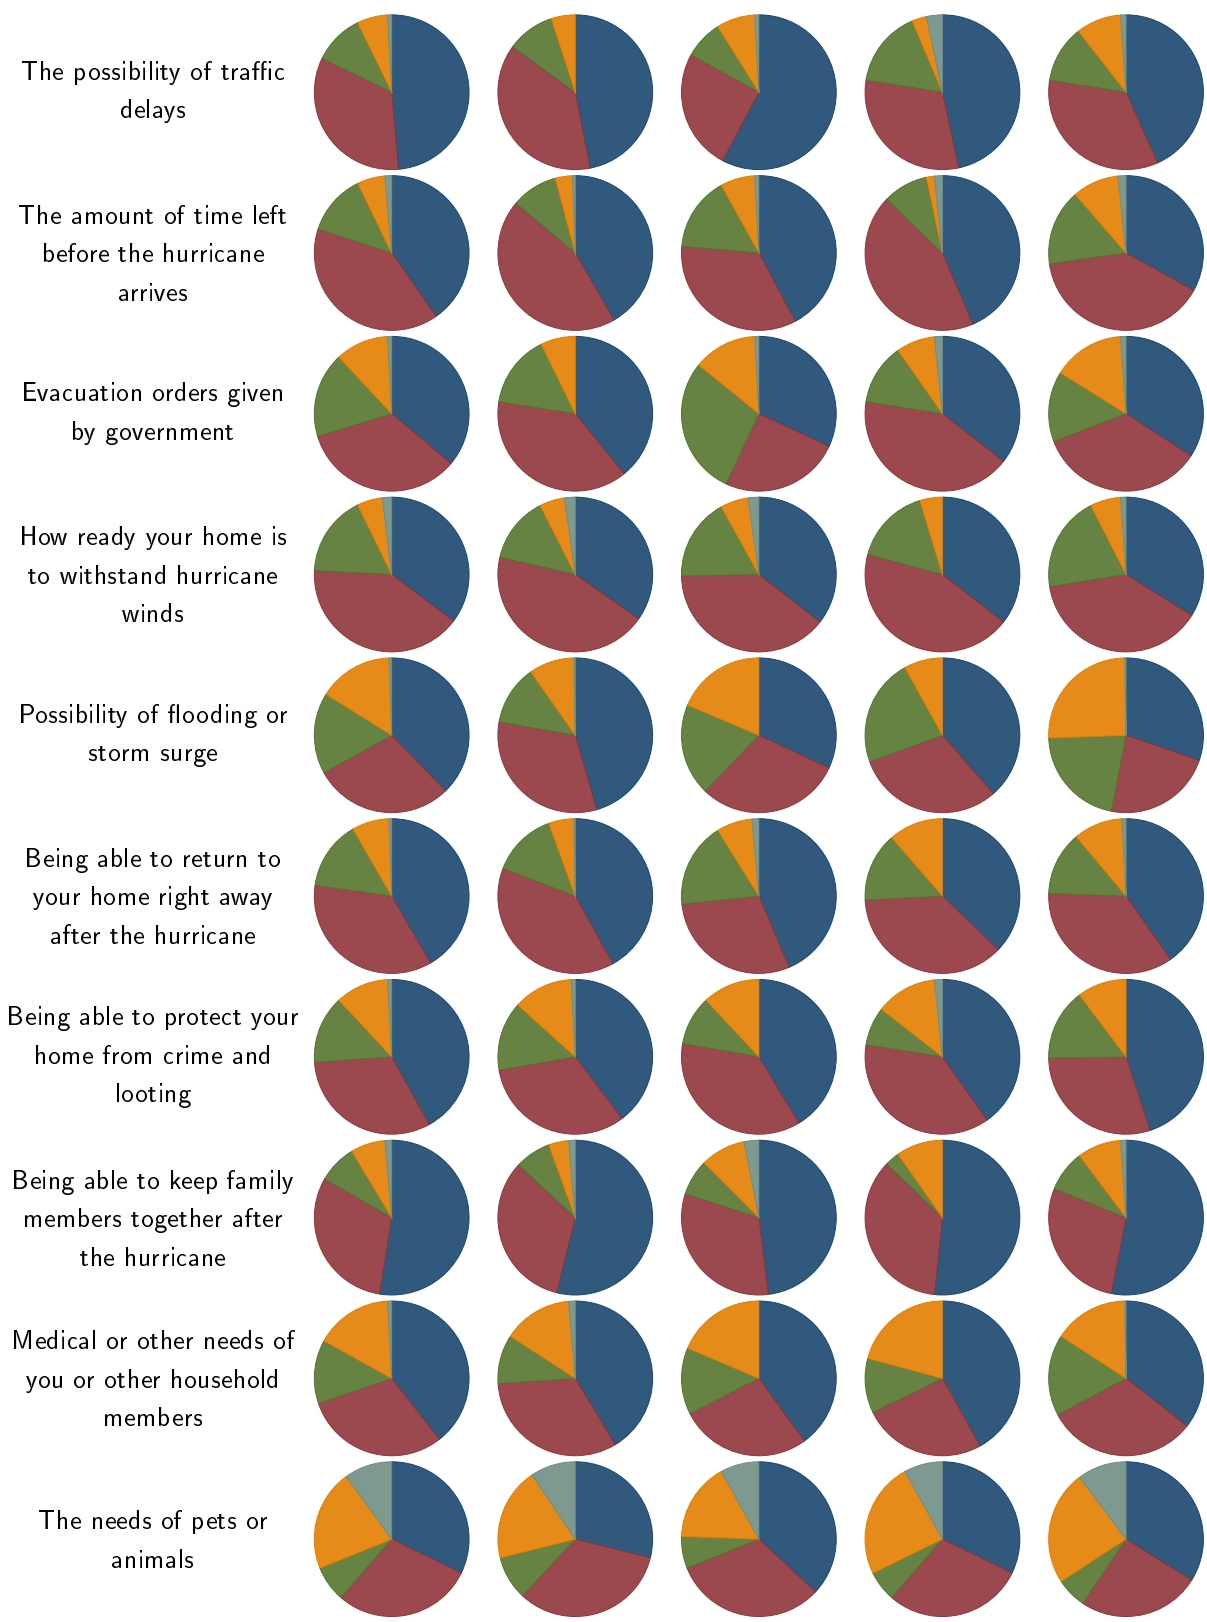 The possibility of traffic
delays
The amount of time left
before the hurricane
arrives
Evacuation orders given
by government
How ready your home is
to withstand hurricane
winds
Possibility of flooding or
storm surge
Being able to return to
your home right away
after the hurricane
Being able to protect your
home from crime and
looting
Being able to keep family
members together after
the hurricane
Medical or other needs of
you or other household
members
The needs of pets or
animals